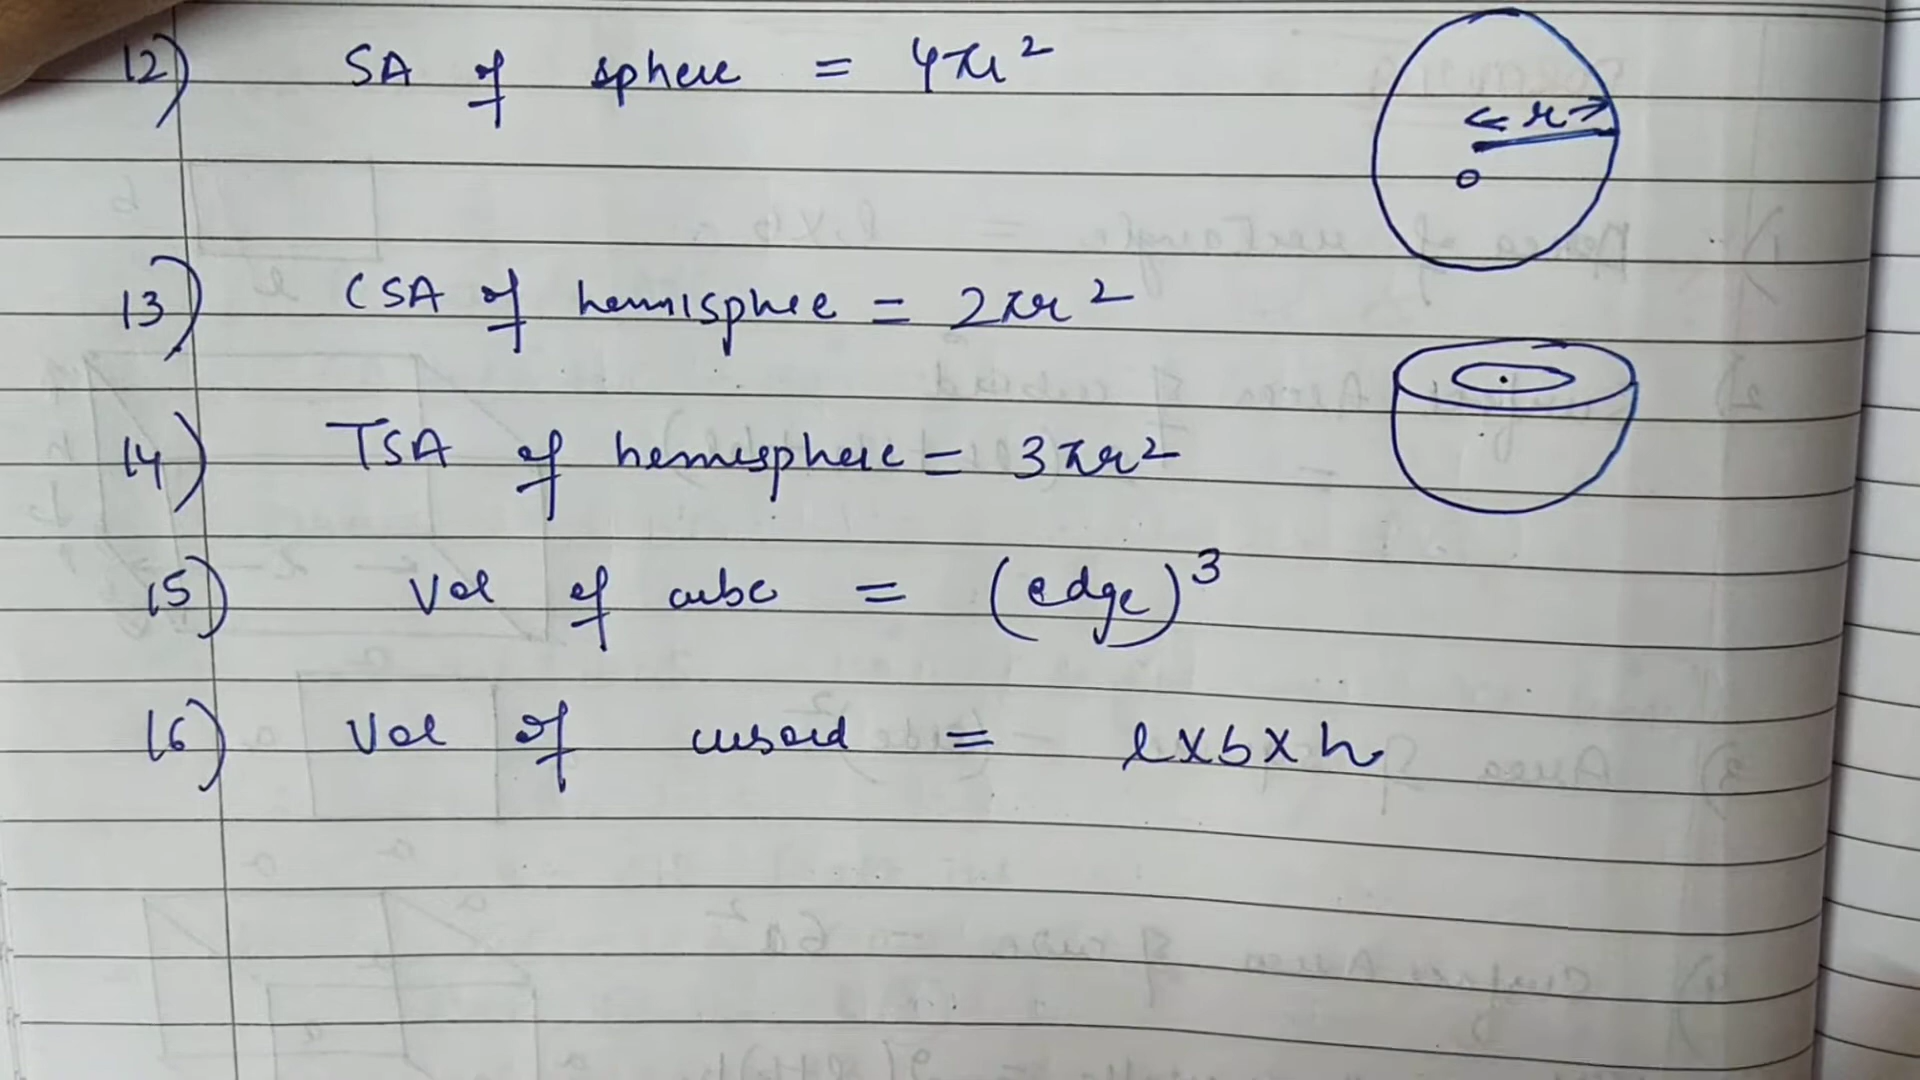 12) SA of sphere = 4πr²
r
o
13) CSA of hemisphere = 2πr²
14) TSA of hemisphere = 3πr²
15) Vol of cube = (edge)³
16) Vol of cuboid = l×b×h